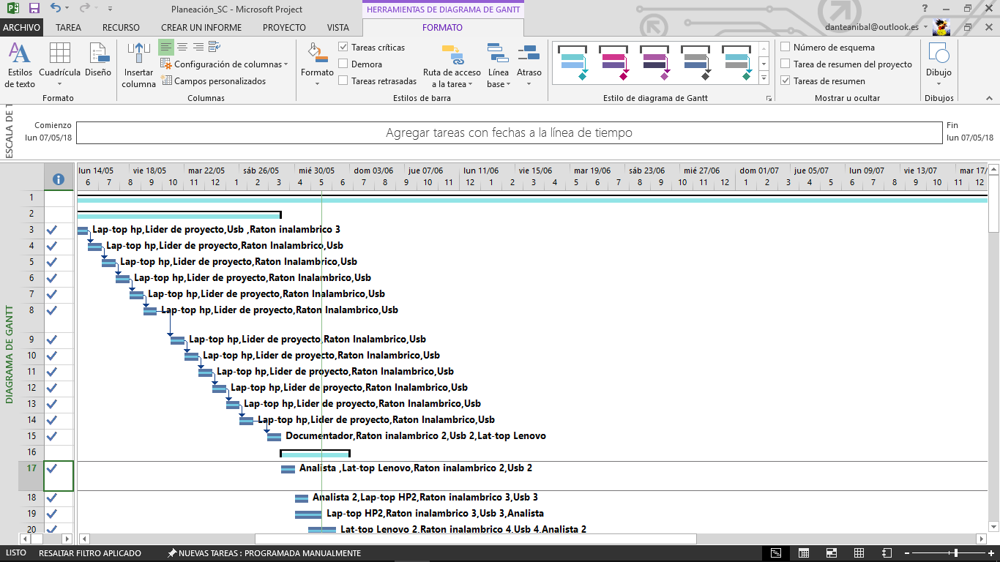 Planeación_SC - Microsoft Project
HERRAMIENTAS DE DIAGRAMA DE GANTT
ARCHIVO TAREA RECURSO CREAR UN INFORME PROYECTO VISTA FORMATO danteanibal@outlook.es
Estilos de texto
Cuadrícula
Diseño
Formato
Insertar columna
Configuración de columnas
Campos personalizados
Columnas
Formato
Tareas críticas
Demora
Tareas retrasadas
Ruta de acceso a la tarea
Línea base
Atraso
Estilos de barra
Estilo de diagrama de Gantt
Número de esquema
Tarea de resumen del proyecto
Tareas de resumen
Mostrar u ocultar
Dibujo
Dibujos
ESCALA DE T
Comienzo
lun 07/05/18
Agregar tareas con fechas a la línea de tiempo
Fin
lun 07/05/18
DIAGRAMA DE GANTT
lun 14/05 vie 18/05 mar 22/05 sáb 26/05 mié 30/05 dom 03/06 jue 07/06 lun 11/06 vie 15/06 mar 19/06 sáb 23/06 mié 27/06 dom 01/07 jue 05/07 lun 09/07 vie 13/07 mar 17/
6 7 8 9 10 11 12 1 2 3 4 5 6 7 8 9 10 11 12 1 2 3 4 5 6 7 8 9 10 11 12 1 2 3 4 5 6 7 8 9 10 11 12
1
2
3 Lap-top hp,Lider de proyecto,Usb ,Raton inalambrico 3
4 Lap-top hp,Lider de proyecto,Raton Inalambrico,Usb
5 Lap-top hp,Lider de proyecto,Raton Inalambrico,Usb
6 Lap-top hp,Lider de proyecto,Raton Inalambrico,Usb
7 Lap-top hp,Lider de proyecto,Raton Inalambrico,Usb
8 Lap-top hp,Lider de proyecto,Raton Inalambrico,Usb
9 Lap-top hp,Lider de proyecto,Raton Inalambrico,Usb
10 Lap-top hp,Lider de proyecto,Raton Inalambrico,Usb
11 Lap-top hp,Lider de proyecto,Raton Inalambrico,Usb
12 Lap-top hp,Lider de proyecto,Raton Inalambrico,Usb
13 Lap-top hp,Lider de proyecto,Raton Inalambrico,Usb
14 Lap-top hp,Lider de proyecto,Raton Inalambrico,Usb
15 Documentador,Raton inalambrico 2,Usb 2,Lat-top Lenovo
16
17 Analista ,Lat-top Lenovo,Raton inalambrico 2,Usb 2
18 Analista 2,Lap-top HP2,Raton inalambrico 3,Usb 3
19 Lap-top HP2,Raton inalambrico 3,Usb 3,Analista
20 Lat-top Lenovo 2,Raton inalambrico 4,Usb 4,Analista 2
LISTO RESALTAR FILTRO APLICADO NUEVAS TAREAS : PROGRAMADA MANUALMENTE